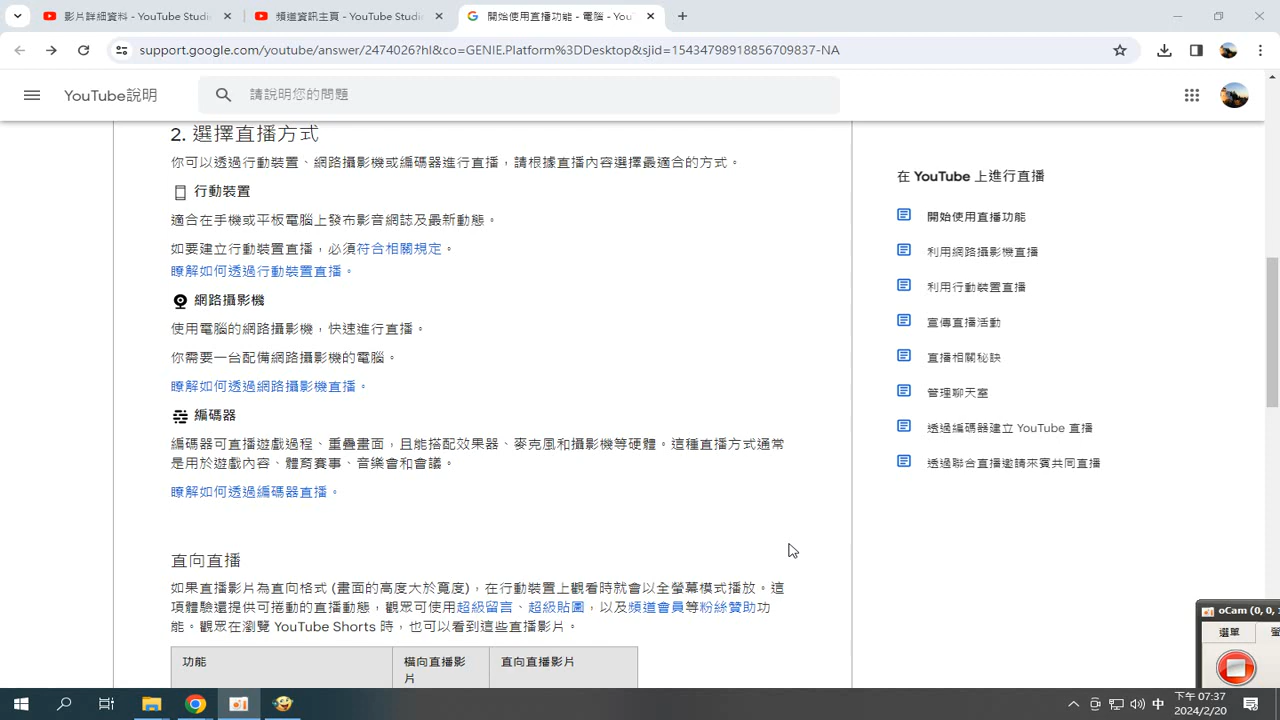 影片詳細資料 - YouTube Studi
頻道資訊主頁 - YouTube Studi
開始使用直播功能 - 電腦 - You
support.google.com/youtube/answer/2474026?hl&co=GENIE.Platform%3DDesktop&sjid=15434798918856709837-NA
YouTube說明
請說明您的問題
2. 選擇直播方式
你可以透過行動裝置、網路攝影機或編碼器進行直播，請根據直播內容選擇最適合的方式。
行動裝置
適合在手機或平板電腦上發布影音網誌及最新動態。
如要建立行動裝置直播，必須符合相關規定。
瞭解如何透過行動裝置直播。
網路攝影機
使用電腦的網路攝影機，快速進行直播。
你需要一台配備網路攝影機的電腦。
瞭解如何透過網路攝影機直播。
編碼器
編碼器可直播遊戲過程、重疊畫面，且能搭配效果器、麥克風和攝影機等硬體。這種直播方式通常
是用於遊戲內容、體育賽事、音樂會和會議。
瞭解如何透過編碼器直播。
直向直播
如果直播影片為直向格式 (畫面的高度大於寬度)，在行動裝置上觀看時就會以全螢幕模式播放。這
項體驗還提供可捲動的直播動態，觀眾可使用超級留言、超級貼圖，以及頻道會員等粉絲贊助功
能。觀眾在瀏覽 YouTube Shorts 時，也可以看到這些直播影片。
功能
橫向直播影
片
直向直播影片
在 YouTube 上進行直播
開始使用直播功能
利用網路攝影機直播
利用行動裝置直播
宣傳直播活動
直播相關秘訣
管理聊天室
透過編碼器建立 YouTube 直播
透過聯合直播邀請來賓共同直播
oCam (0, 0, 1
選單
螢
中
下午 07:37
2024/2/20